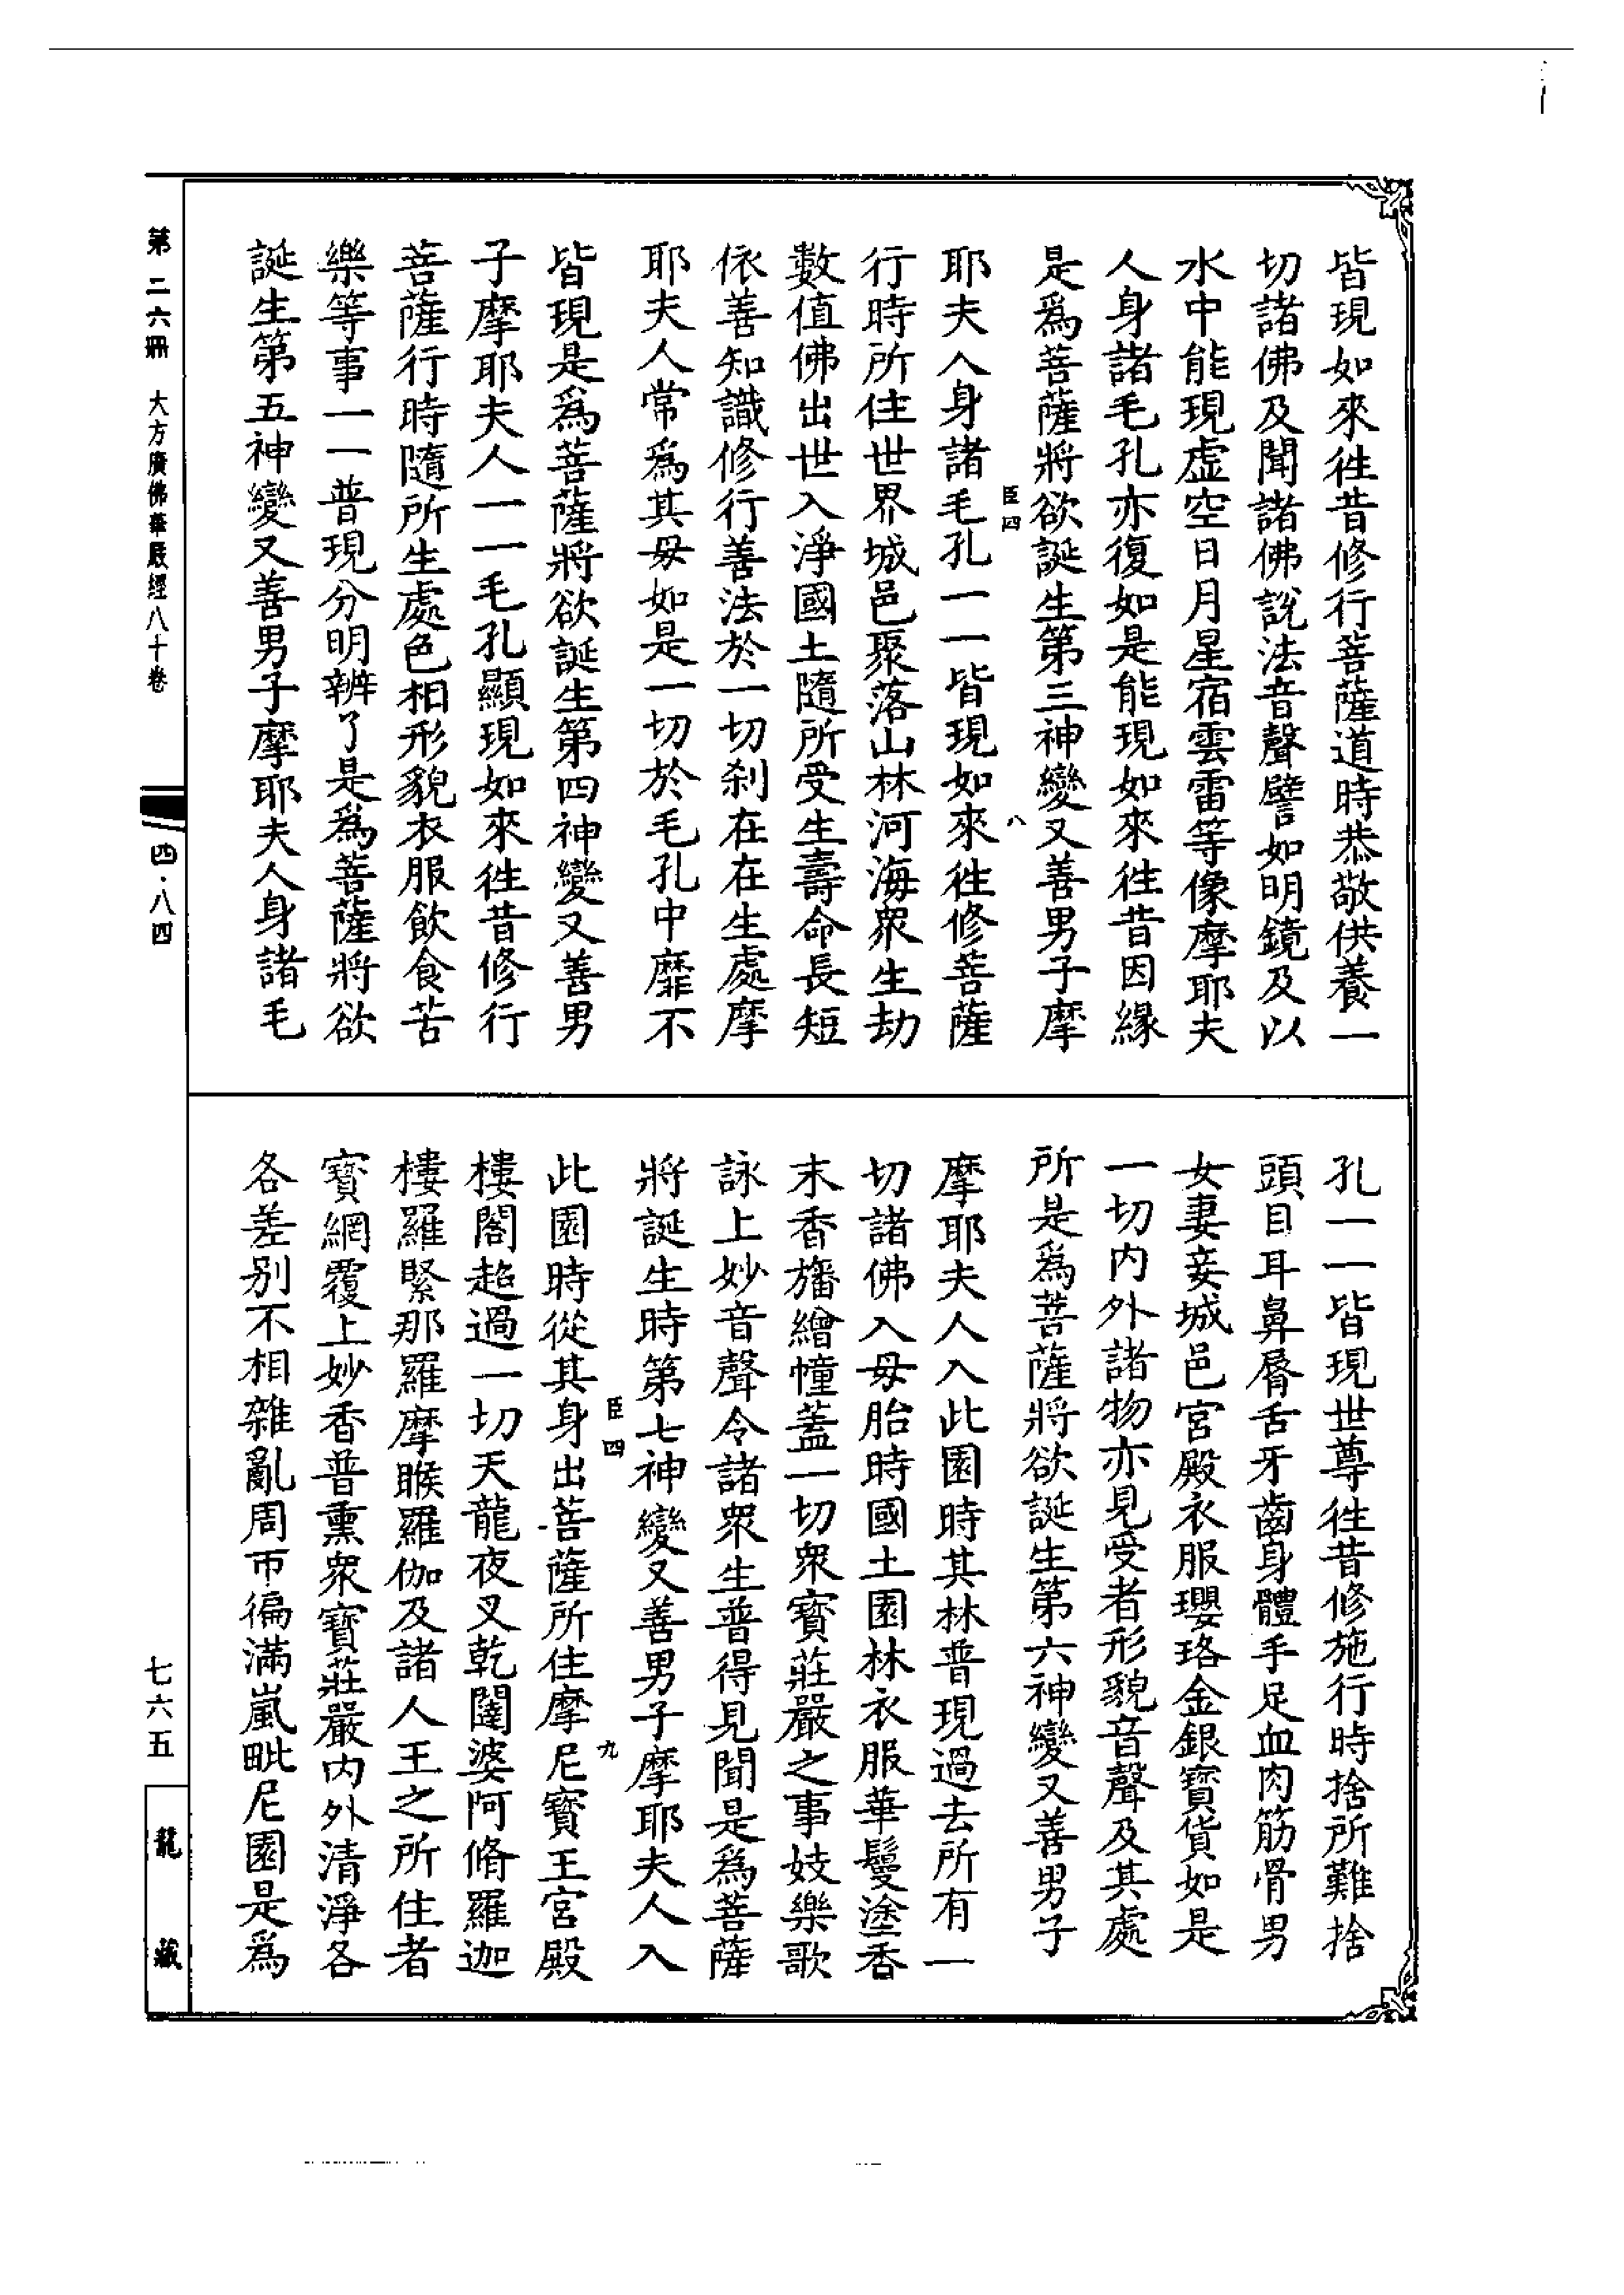 皆現如來往昔修行菩薩道時恭敬供養一
切諸佛及聞諸佛說法音聲譬如明鏡及以
水中能現虛空日月星宿雲雷等像摩耶夫
人身諸毛孔亦復如是能現如來往昔因緣
是爲菩薩將欲誕生第三神變又善男子摩
臣四 八
耶夫人身諸毛孔一一皆現如來往修菩薩
行時所住世界城邑聚落山林河海衆生劫
數值佛出世入淨國土隨所受生壽命長短
依善知識修行善法於一切刹在在生處摩
耶夫人常爲其母如是一切於毛孔中靡不
皆現是爲菩薩將欲誕生第四神變又善男
子摩耶夫人一一毛孔顯現如來往昔修行
菩薩行時隨所生處色相形貌衣服飲食苦
樂等事一一普現分明辨了是爲菩薩將欲
誕生第五神變又善男子摩耶夫人身諸毛
孔一一皆現世尊往昔修施行時捨所難捨
頭目耳鼻脣舌牙齒身體手足血肉筋骨男
女妻妾城邑宮殿衣服瓔珞金銀寶貨如是
一切內外諸物亦見受者形貌音聲及其處
所是爲菩薩將欲誕生第六神變又善男子
摩耶夫人入此園時其林普現過去所有一
切諸佛入母胎時國土園林衣服華鬘塗香
末香旛繒幢蓋一切衆寶莊嚴之事妓樂歌
詠上妙音聲令諸衆生普得見聞是爲菩薩
將誕生時第七神變又善男子摩耶夫人入
臣四 九
此園時從其身出菩薩所住摩尼寶王宮殿
樓閣超過一切天龍夜叉乾闥婆阿脩羅迦
樓羅緊那羅摩睺羅伽及諸人王之所住者
寶網覆上妙香普熏衆寶莊嚴內外清淨各
各差别不相雜亂周帀徧滿嵐毗尼園是爲
第二六冊 大方廣佛華嚴經八十卷 四·八四 七六五 龍藏